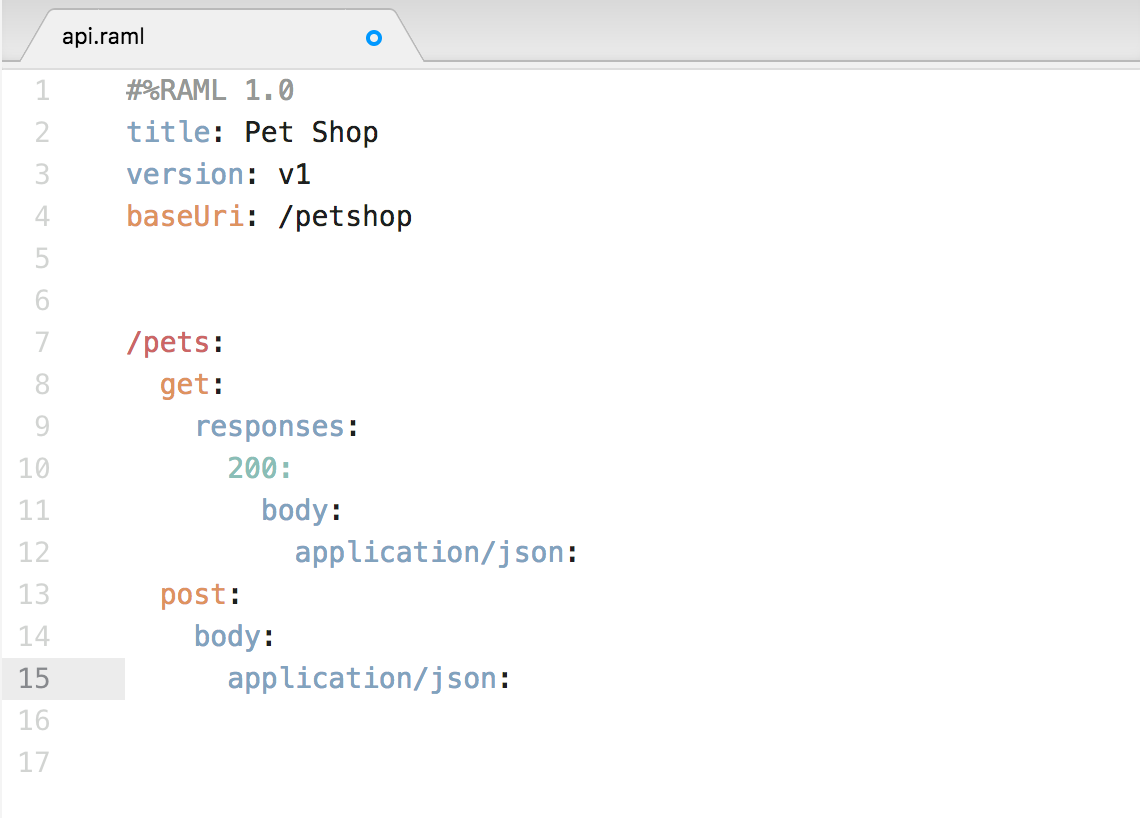 api.raml
1 #%RAML 1.0
2 title: Pet Shop
3 version: v1
4 baseUri: /petshop
5
6
7 /pets:
8   get:
9     responses:
10       200:
11         body:
12           application/json:
13   post:
14     body:
15       application/json:
16
17